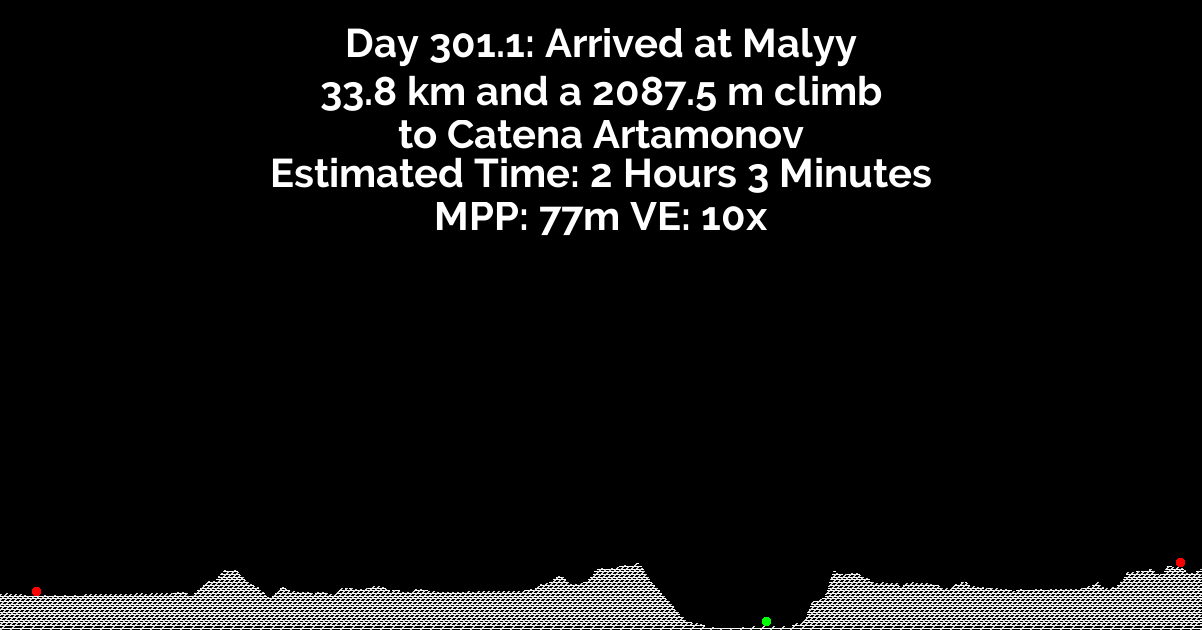 Day 301.1: Arrived at Malyy
33.8 km and a 2087.5 m climb
to Catena Artamonov
Estimated Time: 2 Hours 3 Minutes
MPP: 77m VE: 10x